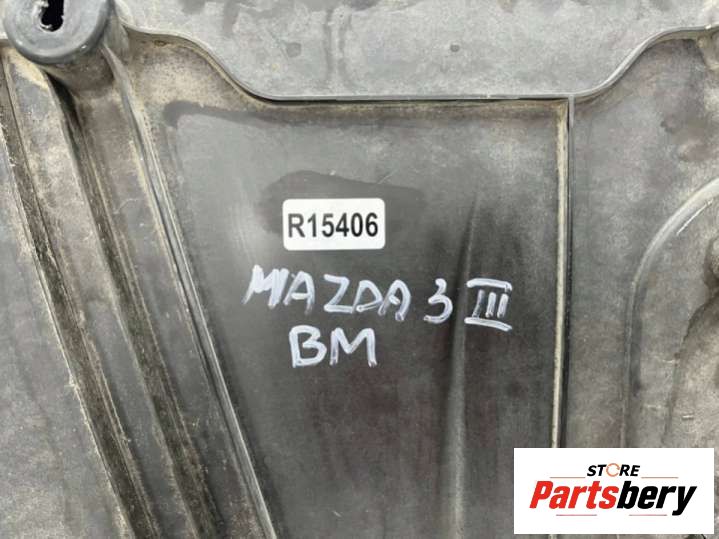 R15406
MAZDA 3 III
BM
STORE
Partsbery